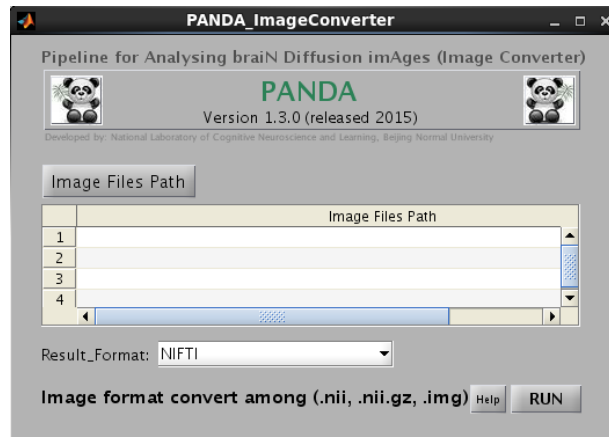 PANDA_ImageConverter
Pipeline for Analysing braiN Diffusion imAges (Image Converter)
PANDA
Version 1.3.0 (released 2015)
Developed by: National Laboratory of Cognitive Neuroscience and Learning, Beijing Normal University
Image Files Path
Image Files Path
1
2
3
4
Result_Format: NIFTI
Image format convert among (.nii, .nii.gz, .img) Help RUN